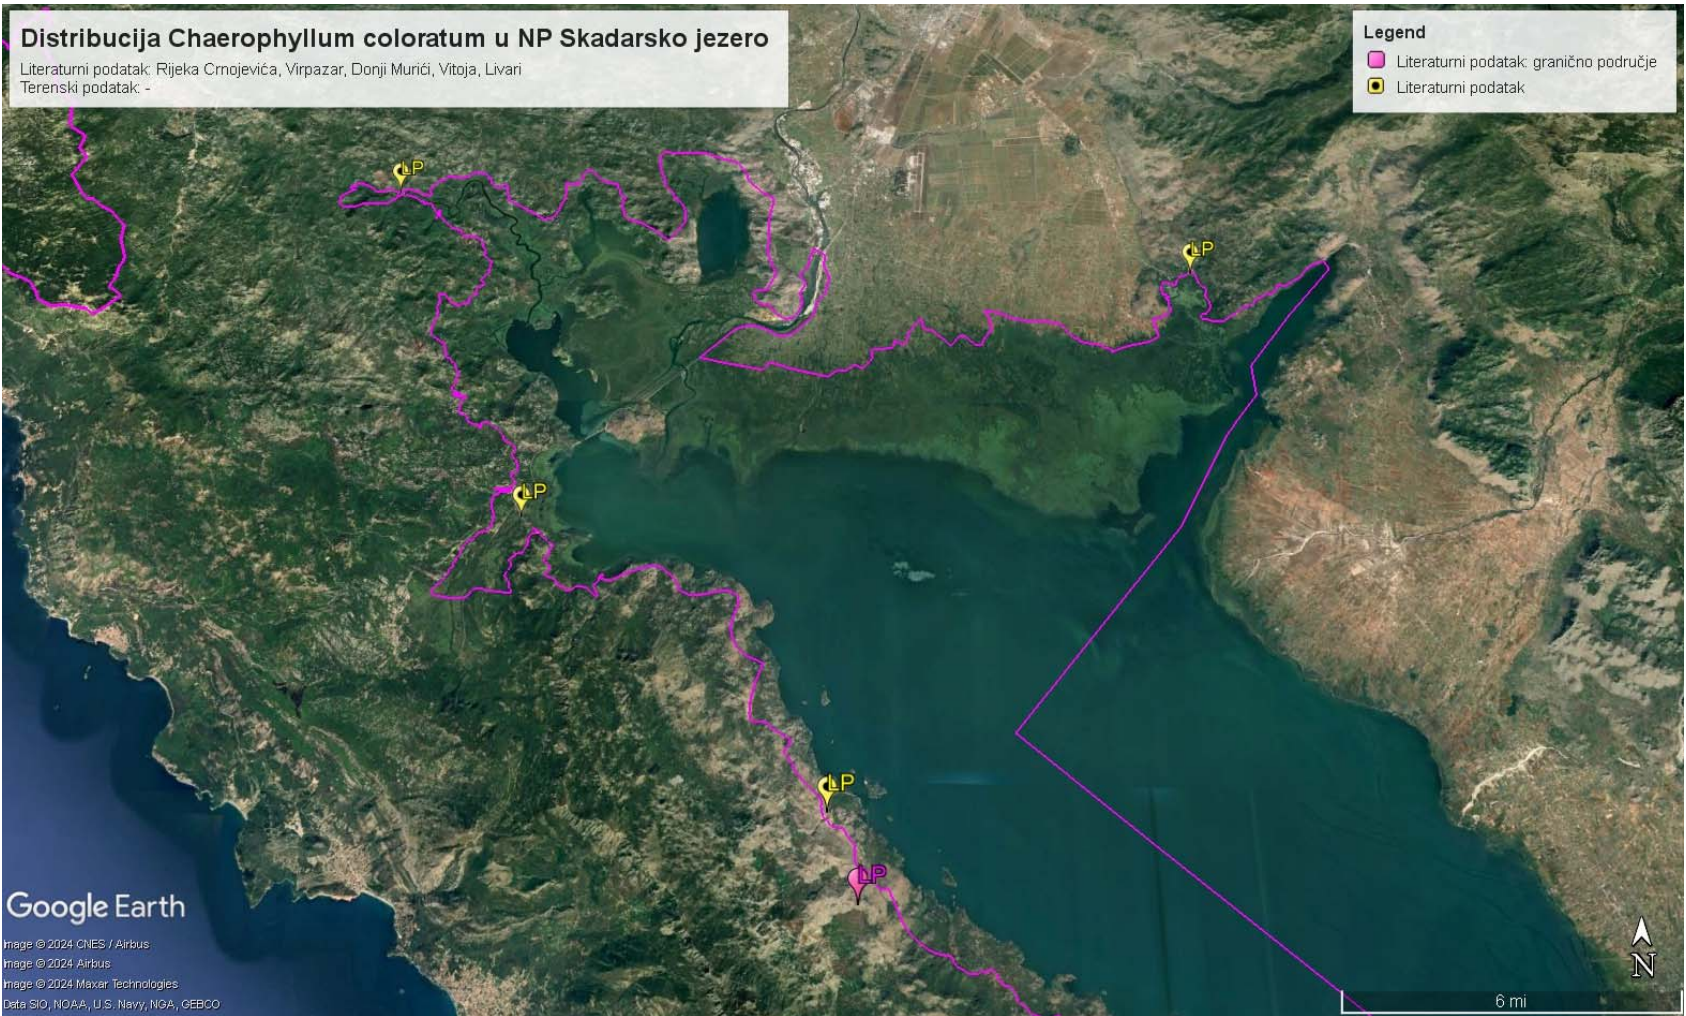 Distribucija Chaerophyllum coloratum u NP Skadarsko jezero
Literaturni podatak: Rijeka Crnojevića, Virpazar, Donji Murići, Vitoja, Livari
Terenski podatak: -
Legend
Literaturni podatak: granično područje
Literaturni podatak
LP
LP
LP
LP
LP
Google Earth
Image © 2024 CNES / Airbus
Image © 2024 Airbus
Image © 2024 Maxar Technologies
Data SIO, NOAA, U.S. Navy, NGA, GEBCO
N
6 mi